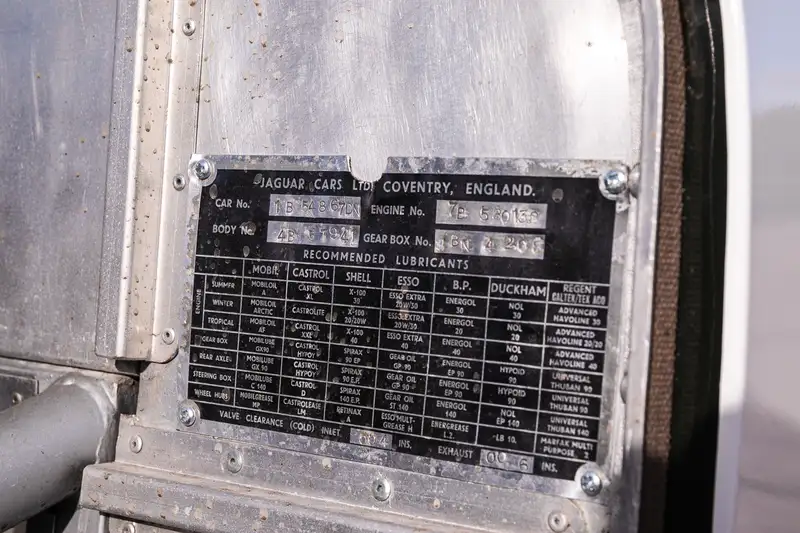 JAGUAR CARS LTD. COVENTRY, ENGLAND.
CAR No. ENGINE No.
BODY No. GEAR BOX No.
RECOMMENDED LUBRICANTS
MOBIL CASTROL SHELL ESSO B.P. DUCKHAM REGENT CALTEX/TEXACO
ENGINE
SUMMER MOBILOIL A CASTROL XL X-100 30 ESSO EXTRA 20W/30 ENERGOL 30 NOL 30 ADVANCED HAVOLINE 30
WINTER MOBILOIL ARCTIC CASTROLITE X-100 20/20W ESSO EXTRA 20W/30 ENERGOL 20 NOL 20 ADVANCED HAVOLINE 20/20
TROPICAL MOBILOIL AF CASTROL XXL X-100 40 ESSO EXTRA 40 ENERGOL 40 NOL 40 ADVANCED HAVOLINE 40
GEAR BOX MOBILUBE GX90 CASTROL HYPOY SPIRAX 90 EP GEAR OIL GP 90 ENERGOL EP 90 HYPOID 90 UNIVERSAL THUBAN 90
REAR AXLE MOBILUBE GX 90 CASTROL HYPOY SPIRAX 90 E.P. GEAR OIL GP 90 ENERGOL EP 90 HYPOID 90 UNIVERSAL THUBAN 90
STEERING BOX MOBILUBE C 140 CASTROL D SPIRAX 140 E.P. GEAR OIL ST 140 ENERGOL 140 NOL EP 140 UNIVERSAL THUBAN 140
WHEEL HUBS MOBILGREASE MP CASTROLEASE LM RETINAX A ESSO MULT-GREASE H ENERGREASE L.2. LB 10. MARFAK MULTI PURPOSE 2
VALVE CLEARANCE (COLD) INLET INS. EXHAUST 00 6 INS.